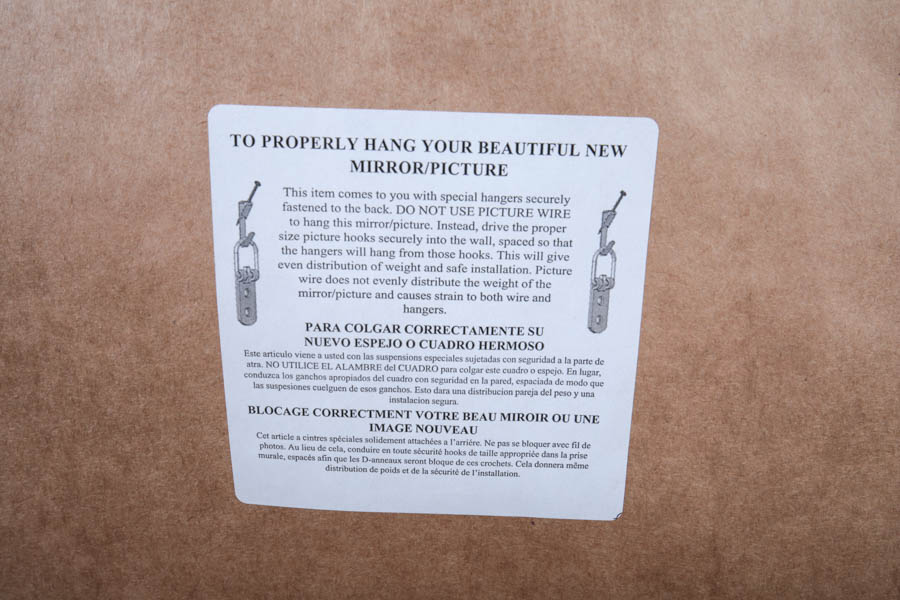 TO PROPERLY HANG YOUR BEAUTIFUL NEW
MIRROR/PICTURE
This item comes to you with special hangers securely
fastened to the back. DO NOT USE PICTURE WIRE
to hang this mirror/picture. Instead, drive the proper
size picture hooks securely into the wall, spaced so that
the hangers will hang from those hooks. This will give
even distribution of weight and safe installation. Picture
wire does not evenly distribute the weight of the
mirror/picture and causes strain to both wire and
hangers.
PARA COLGAR CORRECTAMENTE SU
NUEVO ESPEJO O CUADRO HERMOSO
Este articulo viene a usted con las suspensions especiales sujetadas con seguridad a la parte de
atra. NO UTILICE EL ALAMBRE del CUADRO para colgar este cuadro o espejo. En lugar,
conduzca los ganchos apropiados del cuadro con seguridad en la pared, espaciada de modo que
las suspesiones cuelguen de esos ganchos. Esto dara una distribucion pareja del peso y una
instalacion segura.
BLOCAGE CORRECTMENT VOTRE BEAU MIROIR OU UNE
IMAGE NOUVEAU
Cet article a cintres spéciales solidement attachées a l'arrière. Ne pas se bloquer avec fil de
photos. Au lieu de cela, conduire en toute sécurité hooks de taille appropriée dans la prise
murale, espacés afin que les D-anneaux seront bloque de ces crochets. Cela donnera même
distribution de poids et de la sécurité de l'installation.